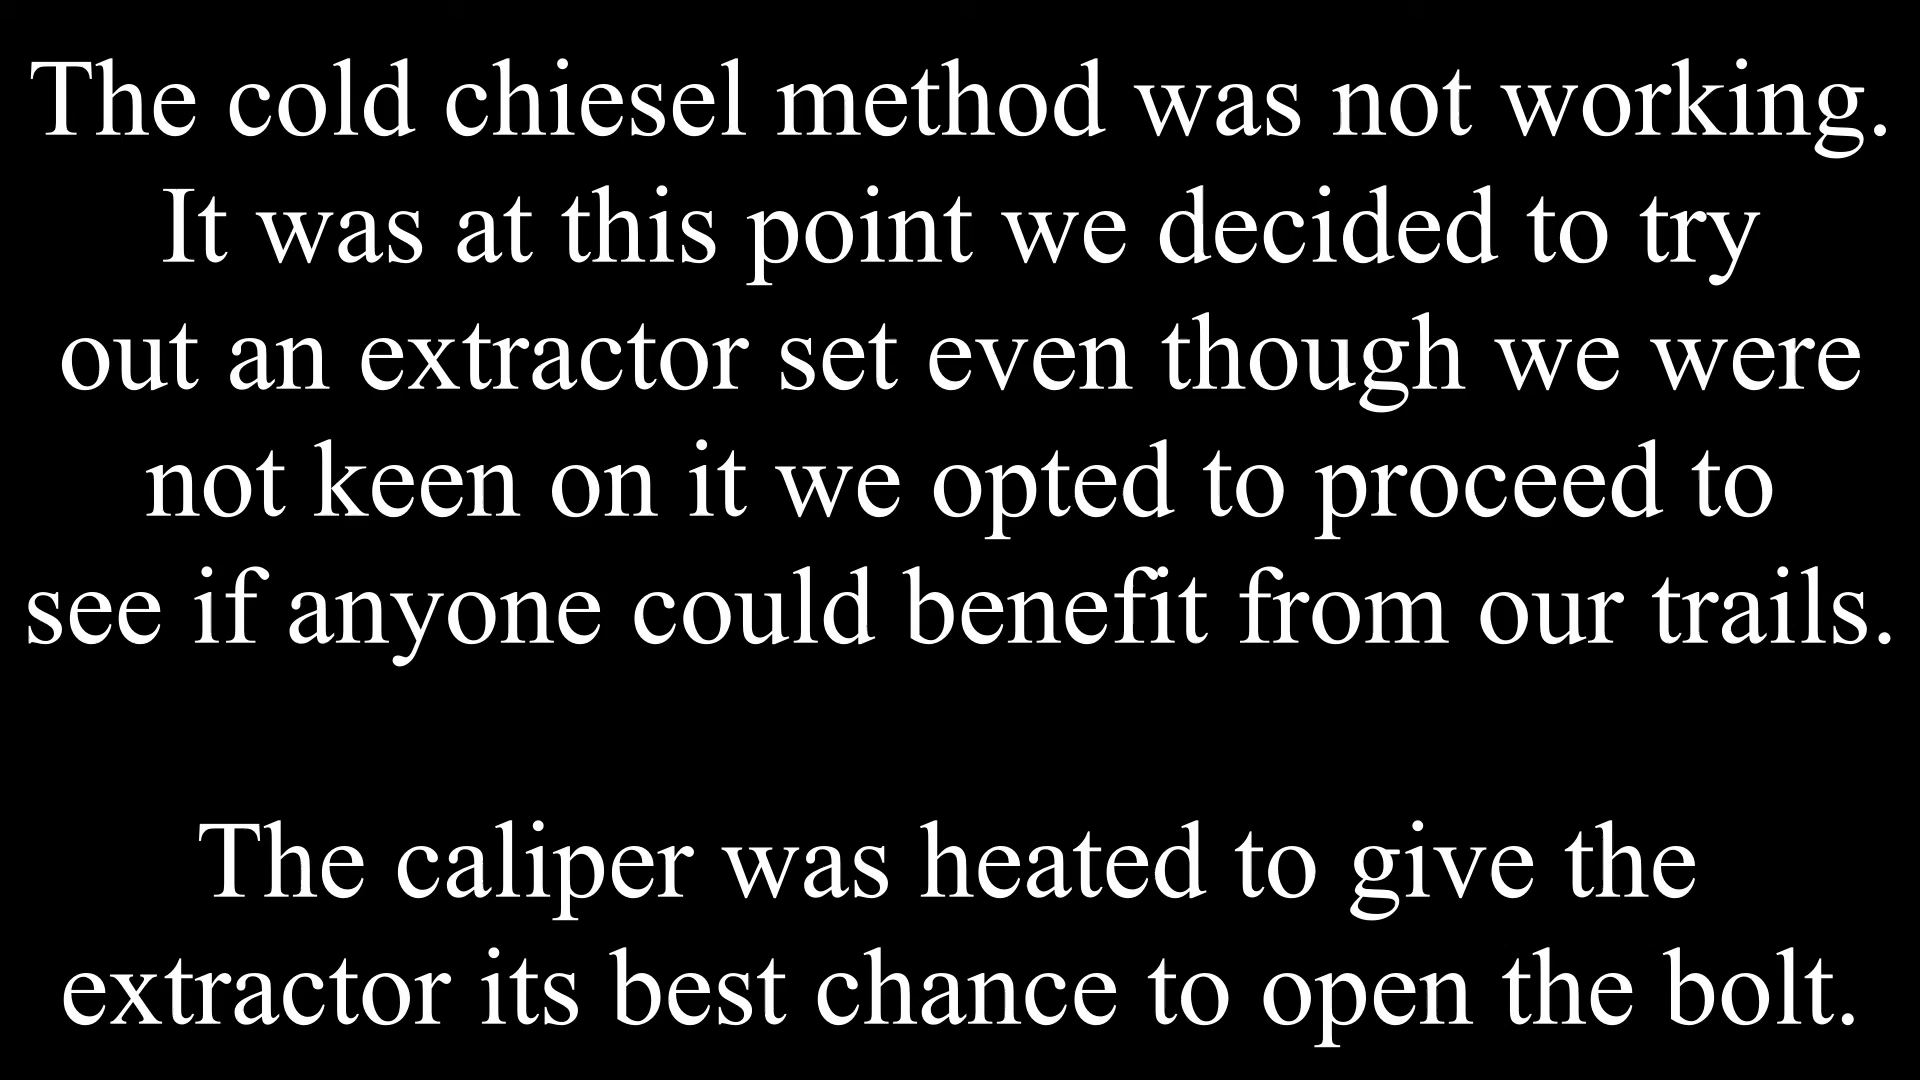 The cold chiesel method was not working.
It was at this point we decided to try
out an extractor set even though we were
not keen on it we opted to proceed to
see if anyone could benefit from our trails.
The caliper was heated to give the
extractor its best chance to open the bolt.